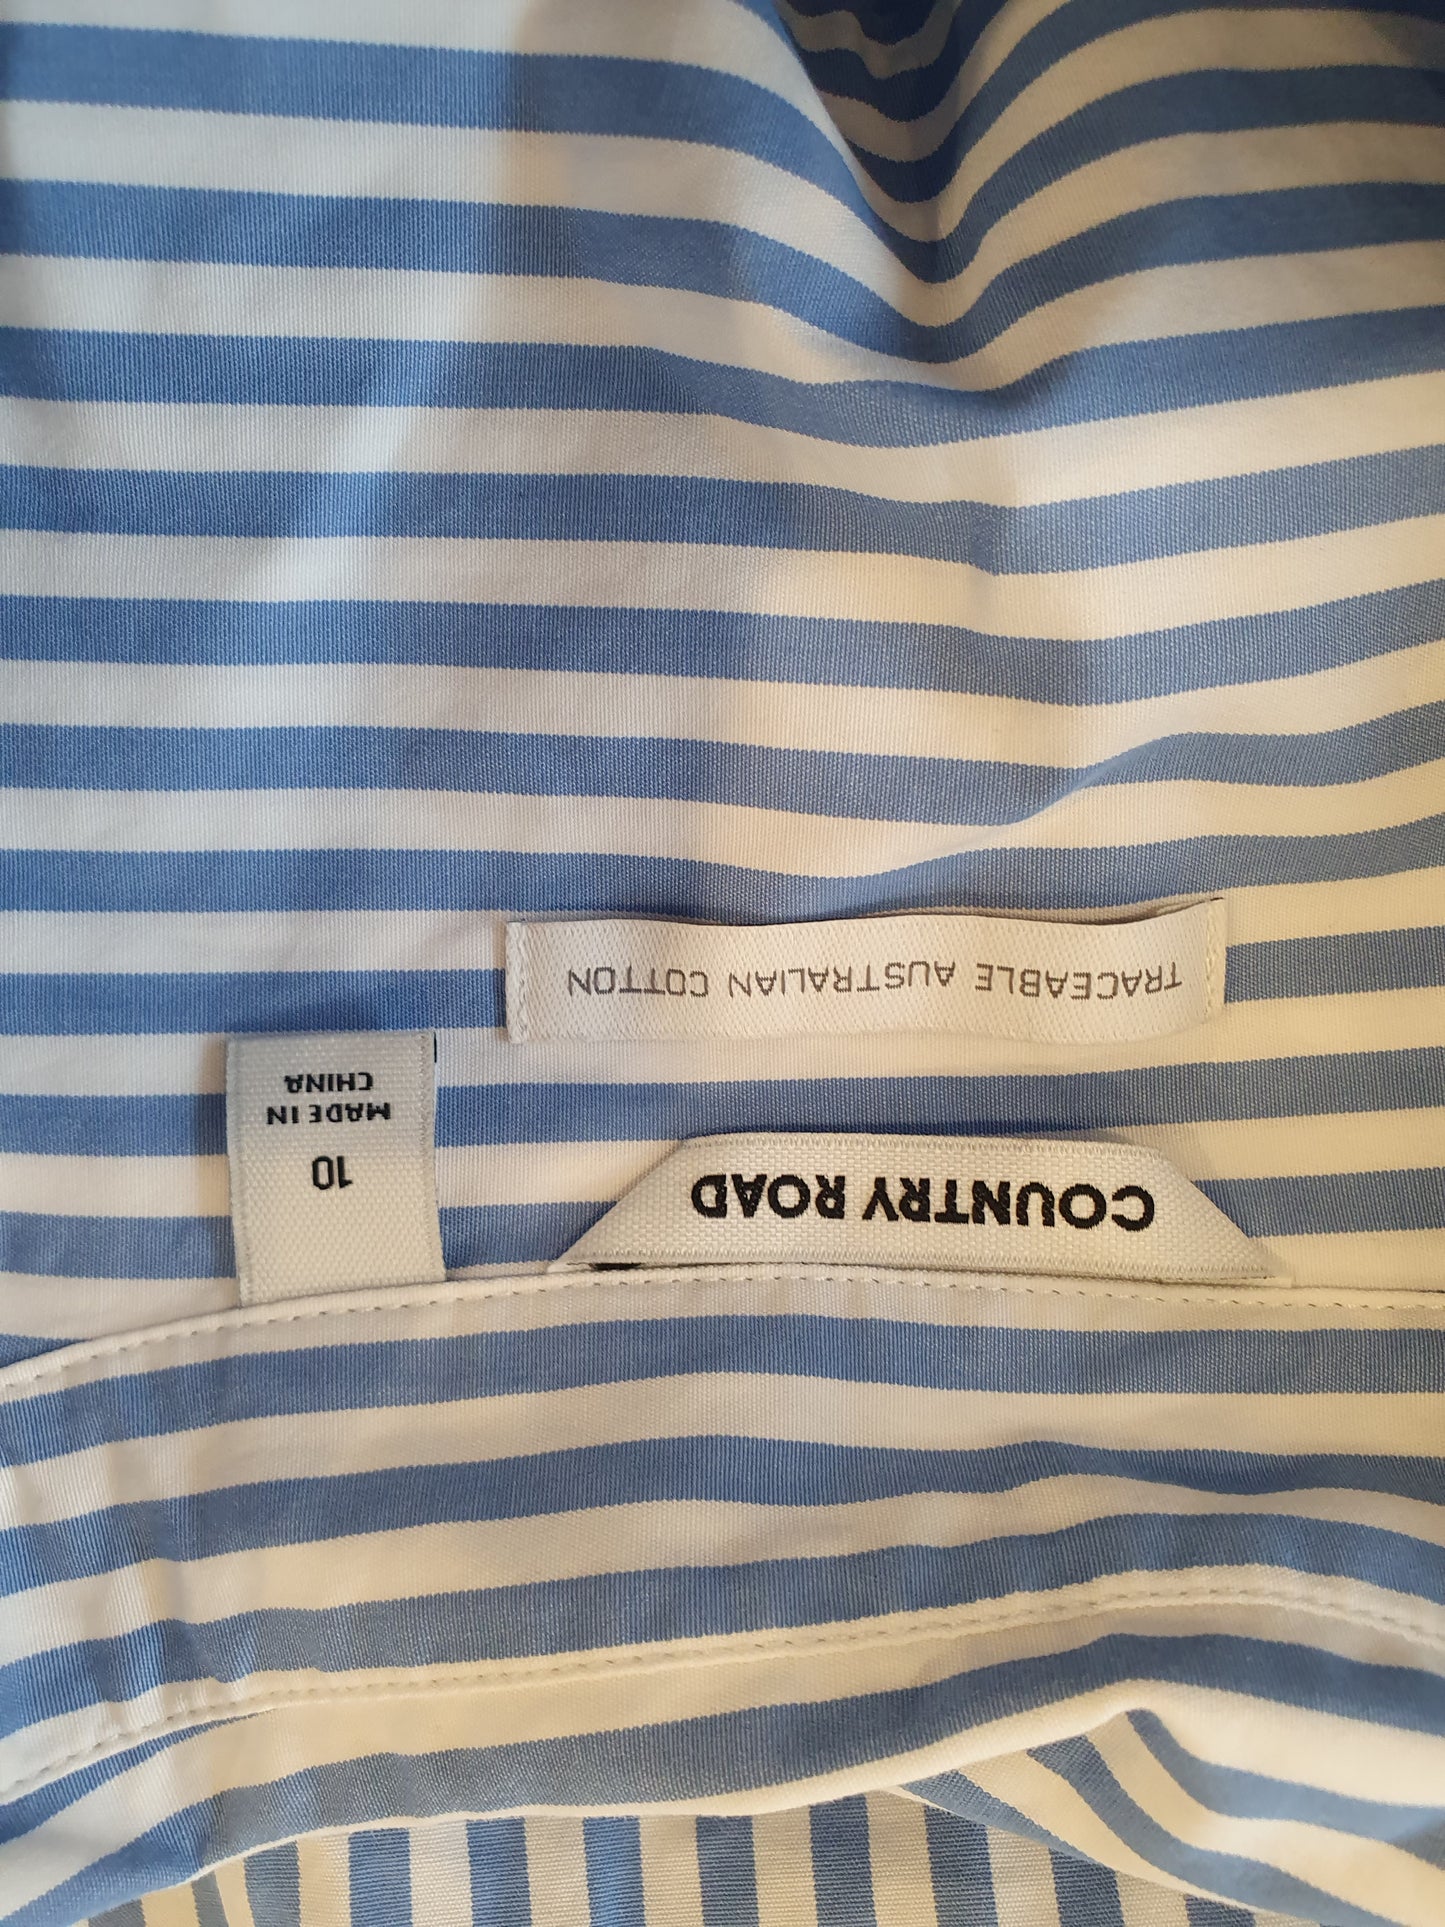 COUNTRY ROAD
10
MADE IN
CHINA
TRACEABLE AUSTRALIAN COTTON